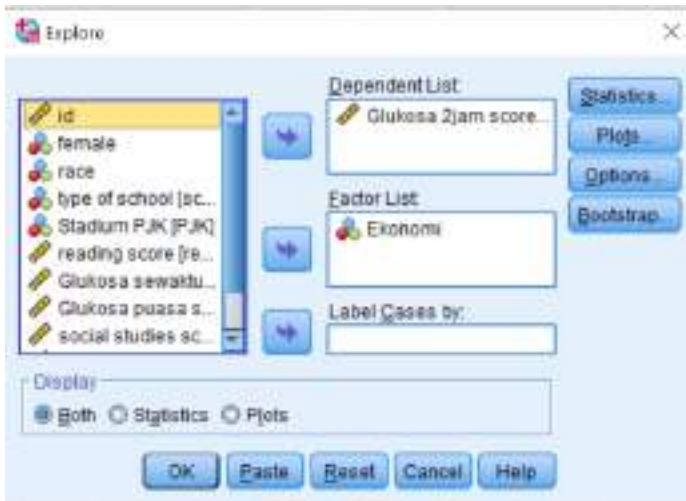 Explore
Dependent List:
Glukosa 2jam score...
Statistics...
Plots...
Options...
Bootstrap...
id
female
race
type of school [sc...
Stadium PJK [PJK]
reading score [re...
Glukosa sewaktu...
Glukosa puasa s...
social studies sc...
Factor List:
Ekonomi
Label Cases by:
Display
Both Statistics Plots
OK Paste Reset Cancel Help